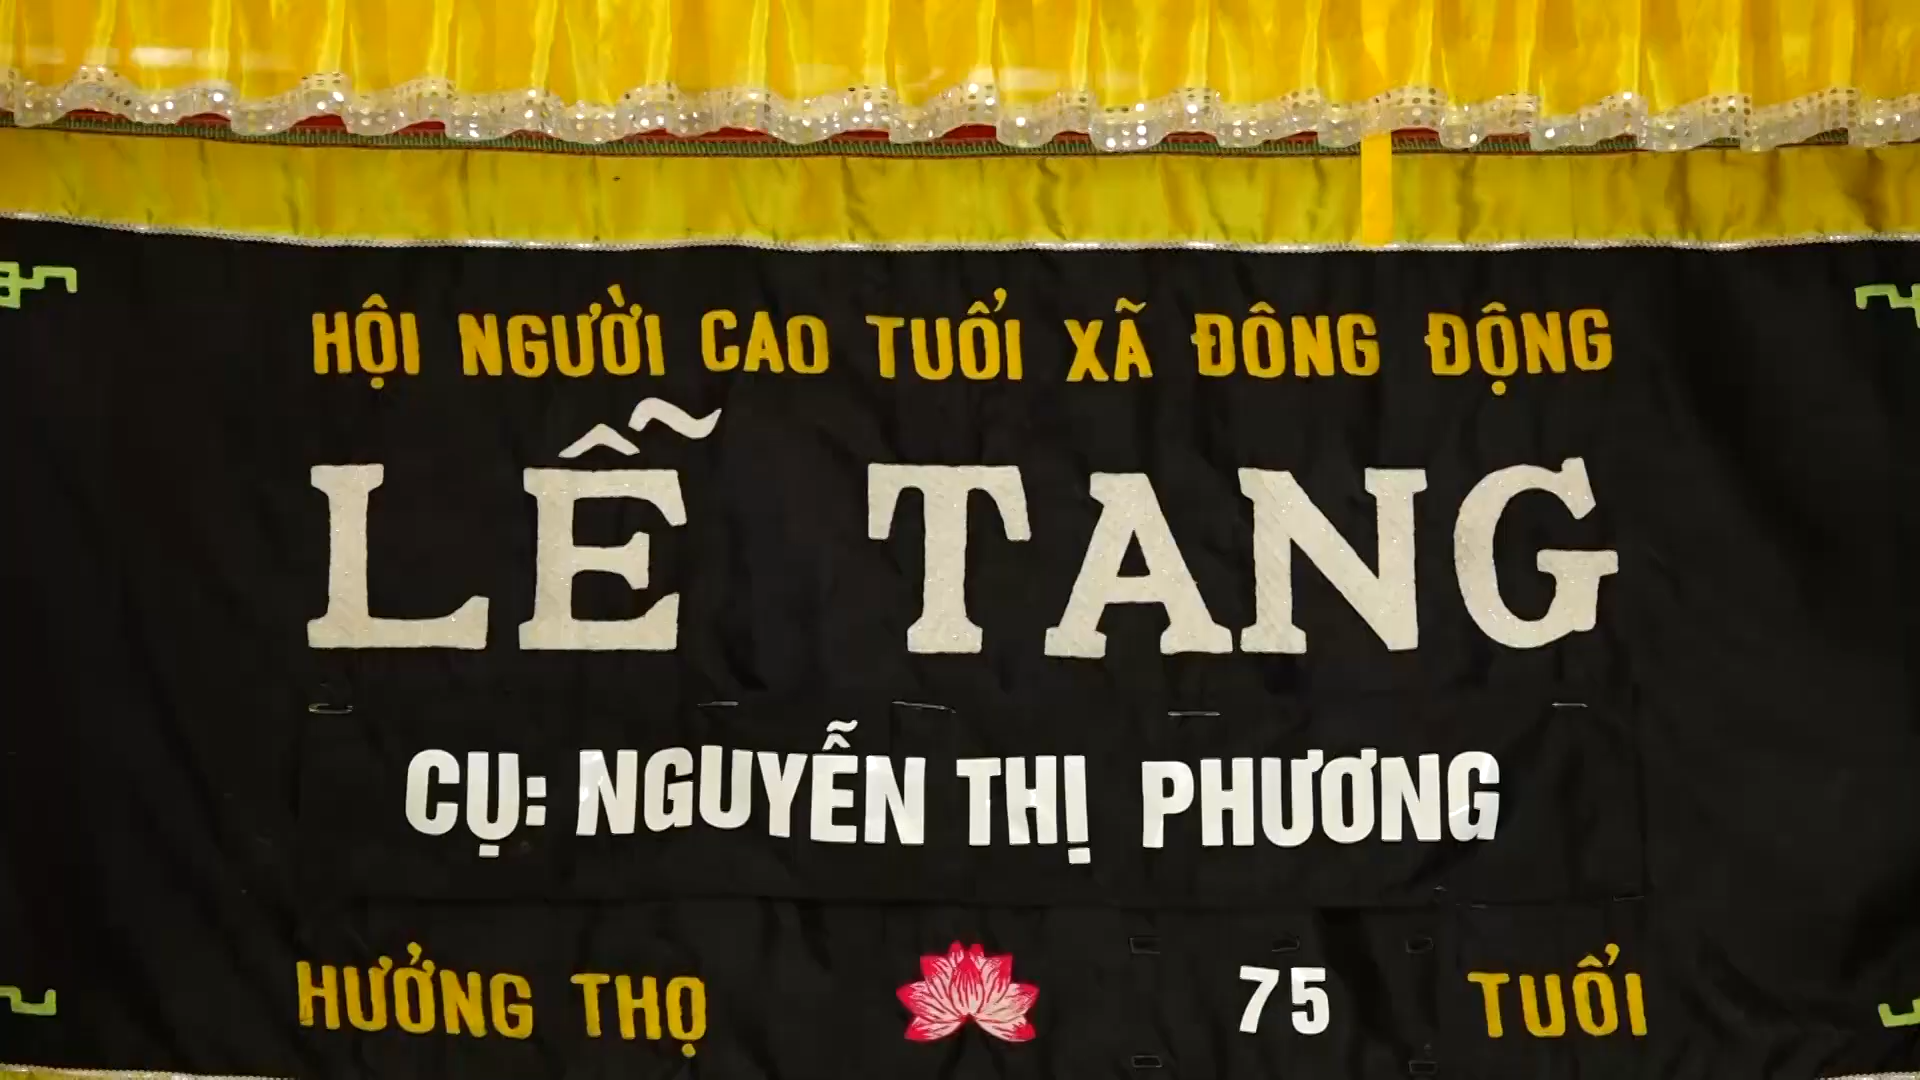 HỘI NGƯỜI CAO TUỔI XÃ ĐÔNG ĐỘNG
LỄ TANG
CỤ: NGUYỄN THỊ PHƯƠNG
HƯỞNG THỌ 75 TUỔI